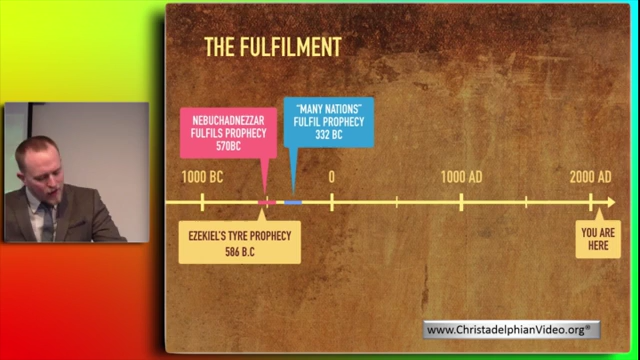 THE FULFILMENT
NEBUCHADNEZZAR
FULFILS PROPHECY
570BC
"MANY NATIONS"
FULFIL PROPHECY
332 BC
1000 BC
0
1000 AD
2000 AD
EZEKIEL'S TYRE PROPHECY
586 B.C
YOU ARE
HERE
www.ChristadelphianVideo.org®